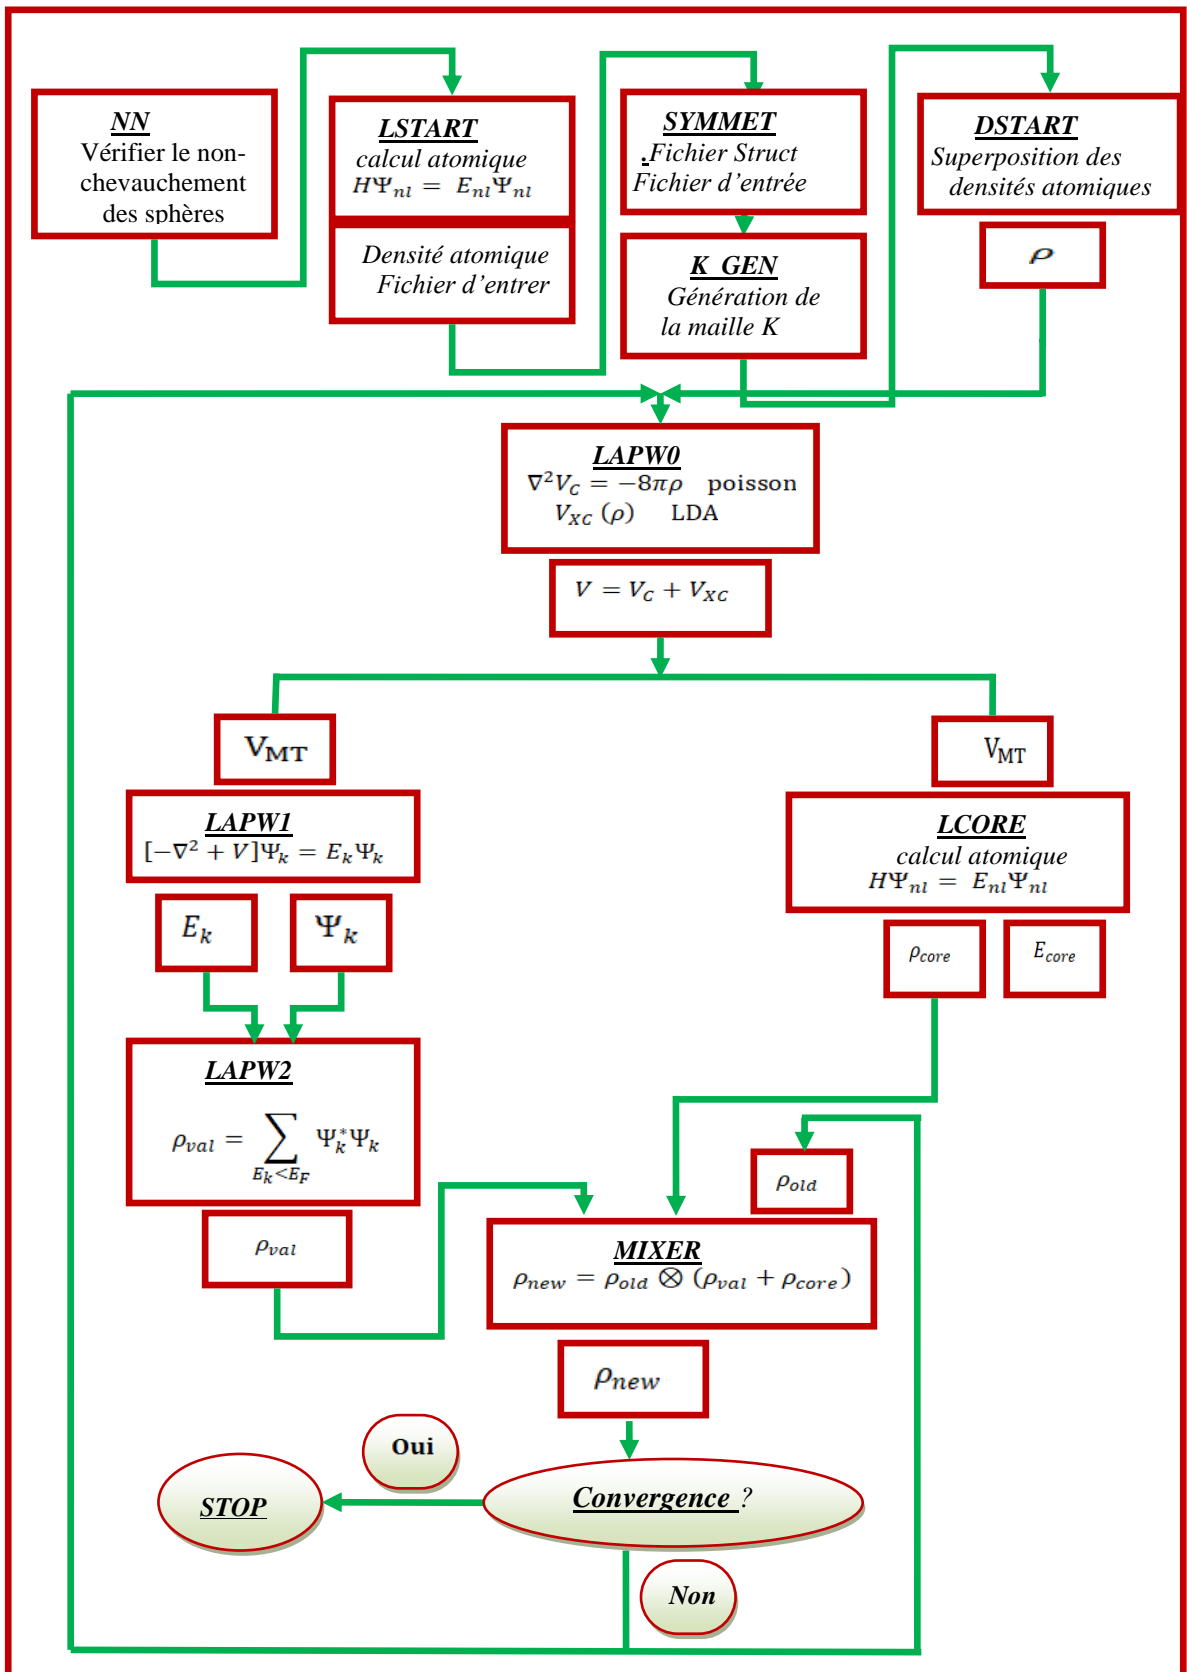 NN
Vérifier le non-
chevauchement
des sphères
LSTART
calcul atomique
HΨnl = EnlΨnl
Densité atomique
Fichier d'entrer
SYMMET
.Fichier Struct
Fichier d'entrée
K GEN
Génération de
la maille K
DSTART
Superposition des
densités atomiques
ρ
LAPW0
∇²VC = −8πρ poisson
VXC (ρ) LDA
V = VC + VXC
VMT
VMT
LAPW1
[−∇² + V]Ψk = EkΨk
LCORE
calcul atomique
HΨnl = EnlΨnl
Ek
Ψk
ρcore
Ecore
LAPW2
ρval = ∑ Ψk*Ψk
Ek<EF
ρval
ρold
MIXER
ρnew = ρold ⊗ (ρval + ρcore)
ρnew
Oui
STOP
Convergence ?
Non